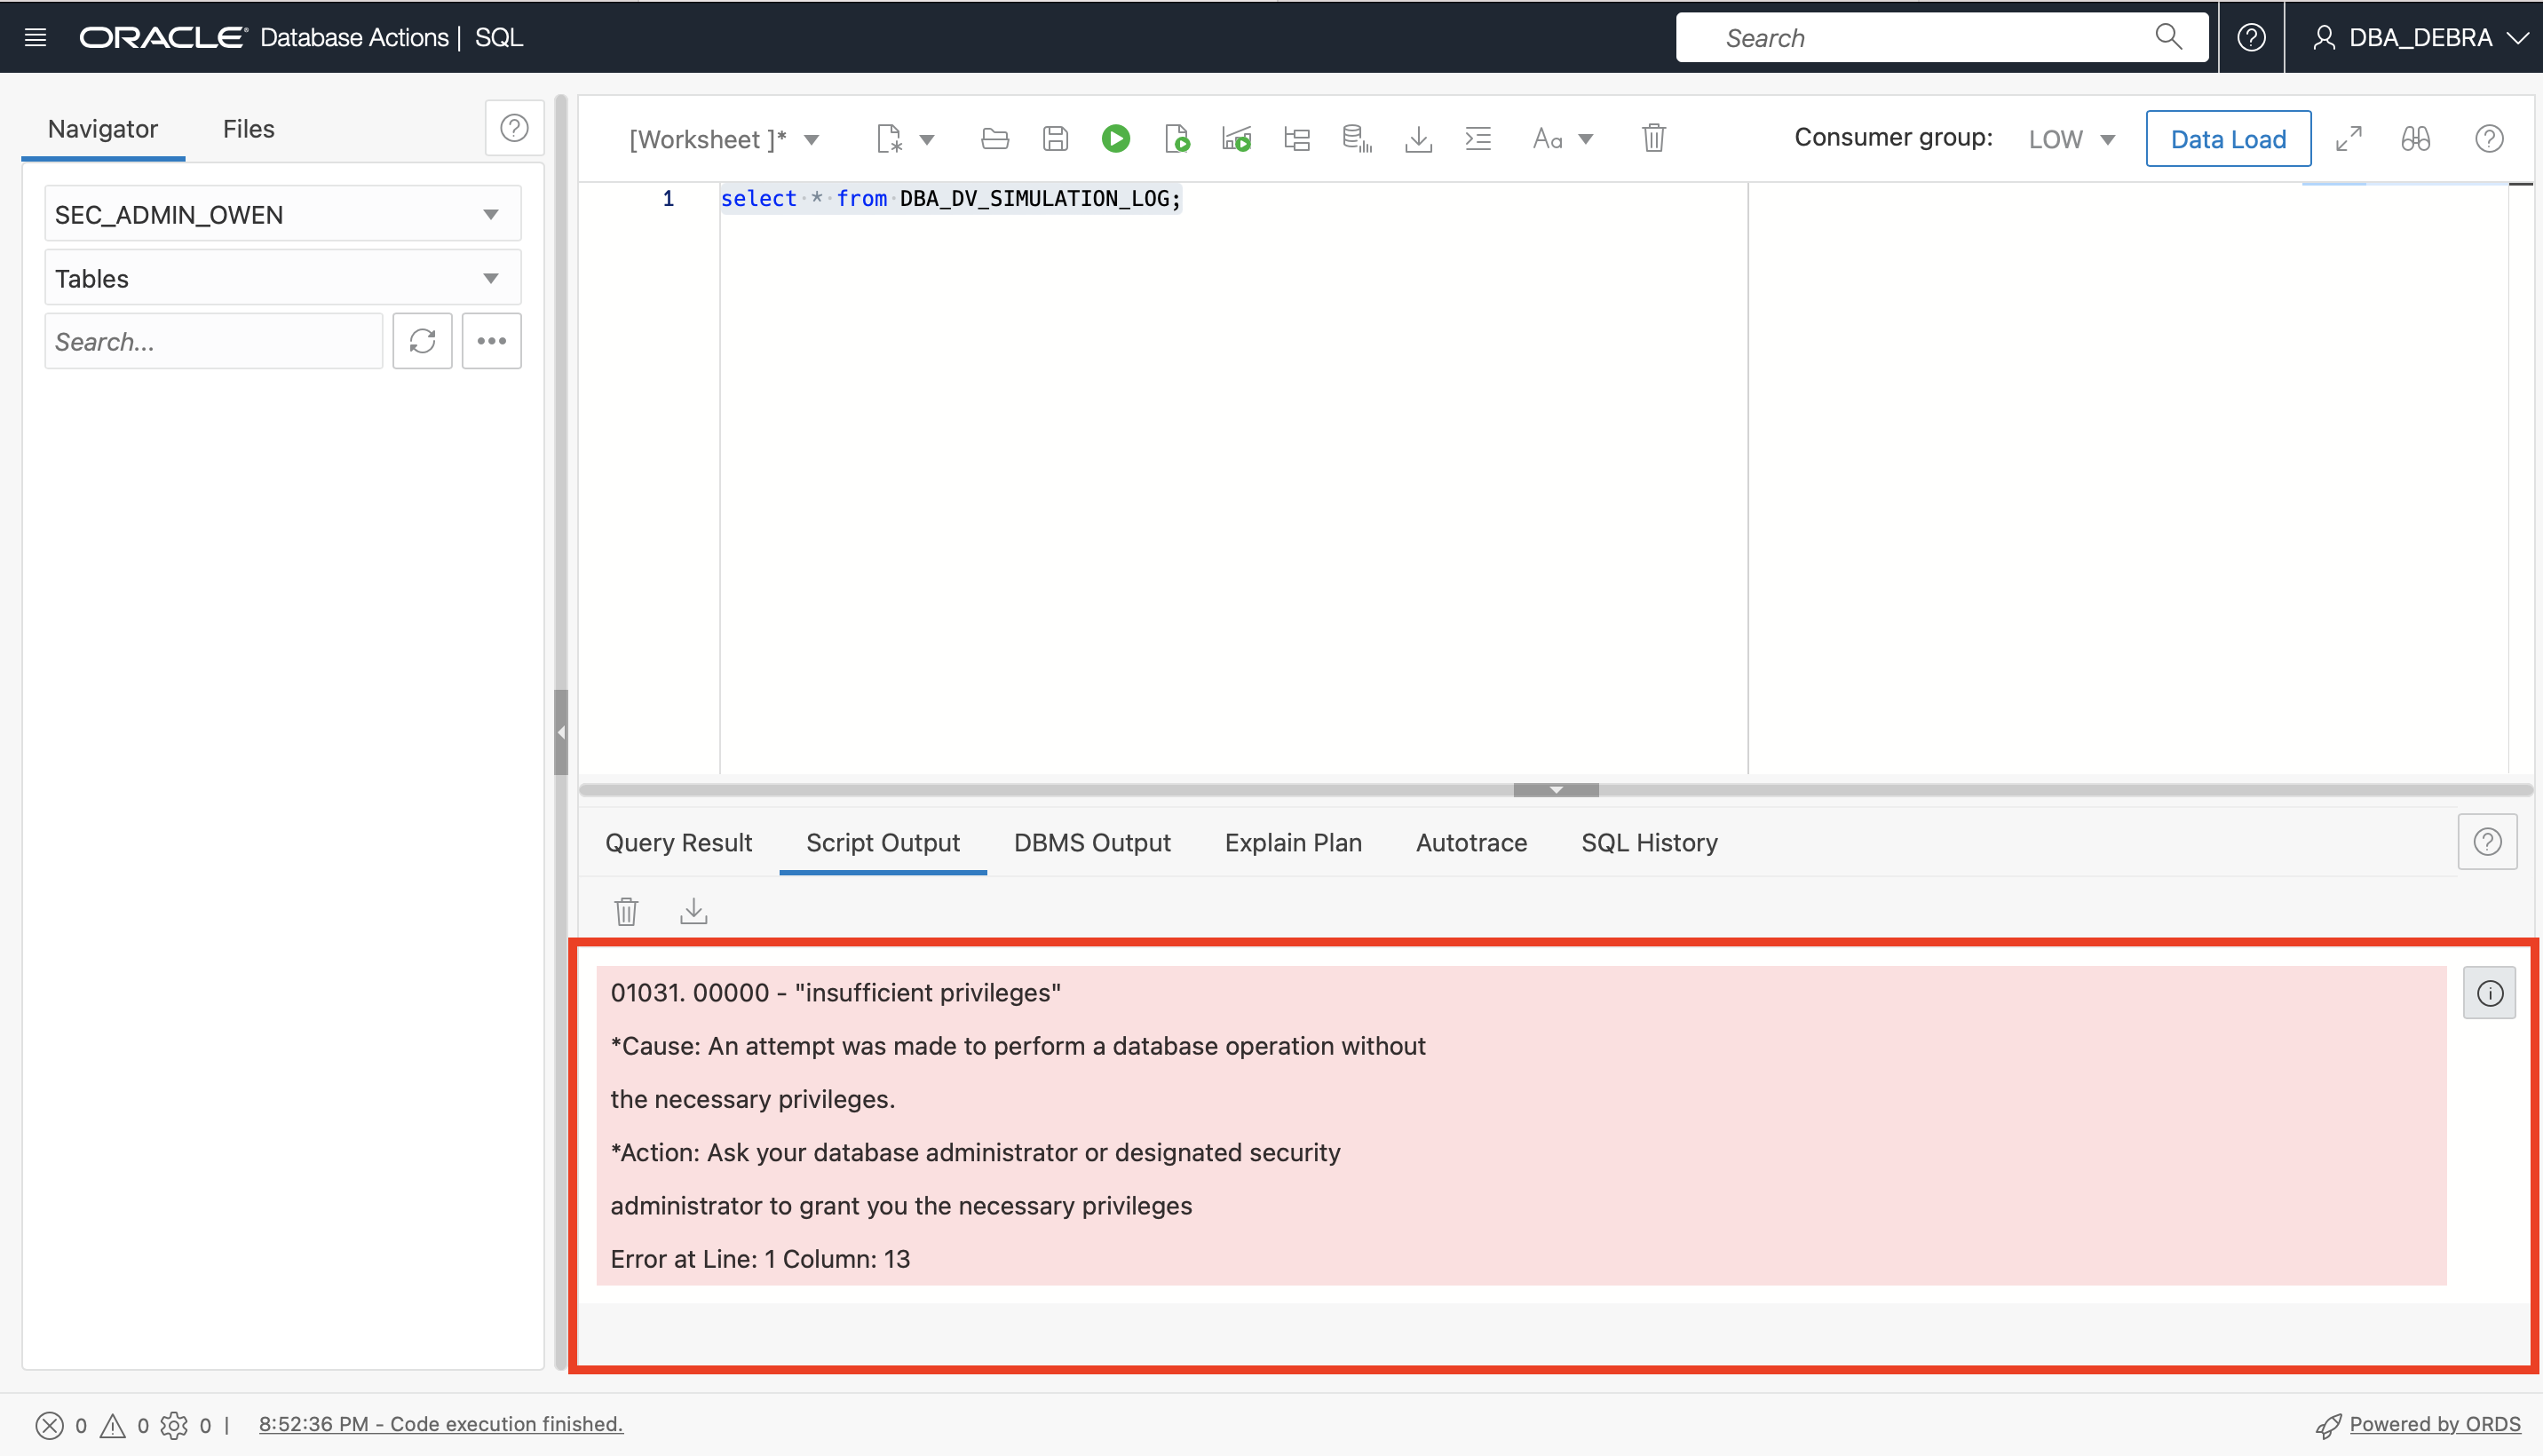 ORACLE Database Actions | SQL
Search
DBA_DEBRA
Navigator
Files
SEC_ADMIN_OWEN
Tables
Search...
[Worksheet ]*
Aa
Consumer group:
LOW
Data Load
1
select * from DBA_DV_SIMULATION_LOG;
Query Result
Script Output
DBMS Output
Explain Plan
Autotrace
SQL History
01031. 00000 - "insufficient privileges"
*Cause: An attempt was made to perform a database operation without
the necessary privileges.
*Action: Ask your database administrator or designated security
administrator to grant you the necessary privileges
Error at Line: 1 Column: 13
0 0 0 | 8:52:36 PM - Code execution finished.
Powered by ORDS